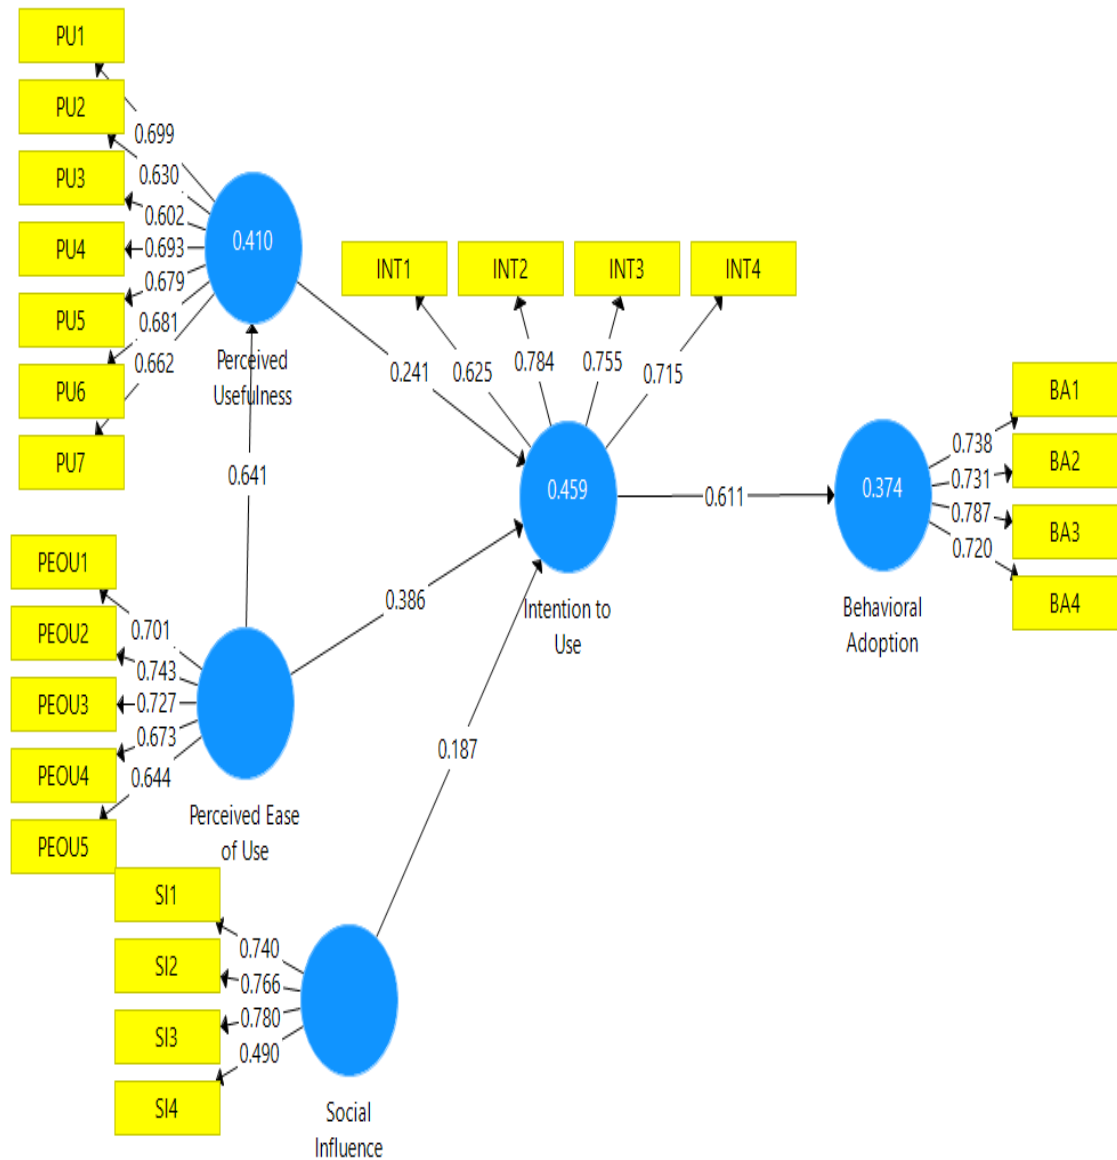 PU1
PU2
PU3
PU4
PU5
PU6
PU7
0.699
0.630
0.602
0.693
0.679
0.681
0.662
0.410
Perceived
Usefulness
INT1
INT2
INT3
INT4
0.625
0.784
0.755
0.715
0.241
0.641
0.386
0.187
0.459
Intention to
Use
0.611
0.374
Behavioral
Adoption
0.738
0.731
0.787
0.720
BA1
BA2
BA3
BA4
PEOU1
PEOU2
PEOU3
PEOU4
PEOU5
0.701
0.743
0.727
0.673
0.644
Perceived Ease
of Use
SI1
SI2
SI3
SI4
0.740
0.766
0.780
0.490
Social
Influence